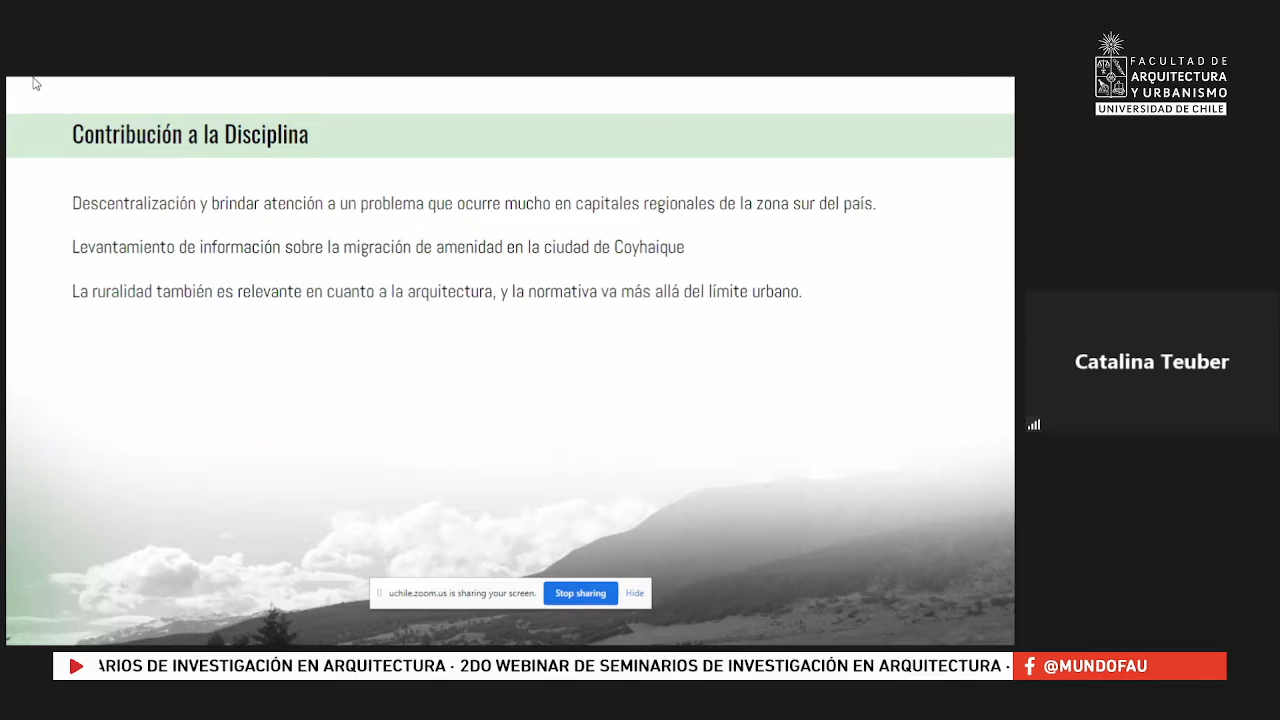 FACULTAD DE
ARQUITECTURA
Y URBANISMO
UNIVERSIDAD DE CHILE
Contribución a la Disciplina
Descentralización y brindar atención a un problema que ocurre mucho en capitales regionales de la zona sur del país.
Levantamiento de información sobre la migración de amenidad en la ciudad de Coyhaique
La ruralidad también es relevante en cuanto a la arquitectura, y la normativa va más allá del límite urbano.
Catalina Teuber
uchile.zoom.us is sharing your screen. Stop sharing Hide
ARIOS DE INVESTIGACIÓN EN ARQUITECTURA · 2DO WEBINAR DE SEMINARIOS DE INVESTIGACIÓN EN ARQUITECTURA · @MUNDOFAU